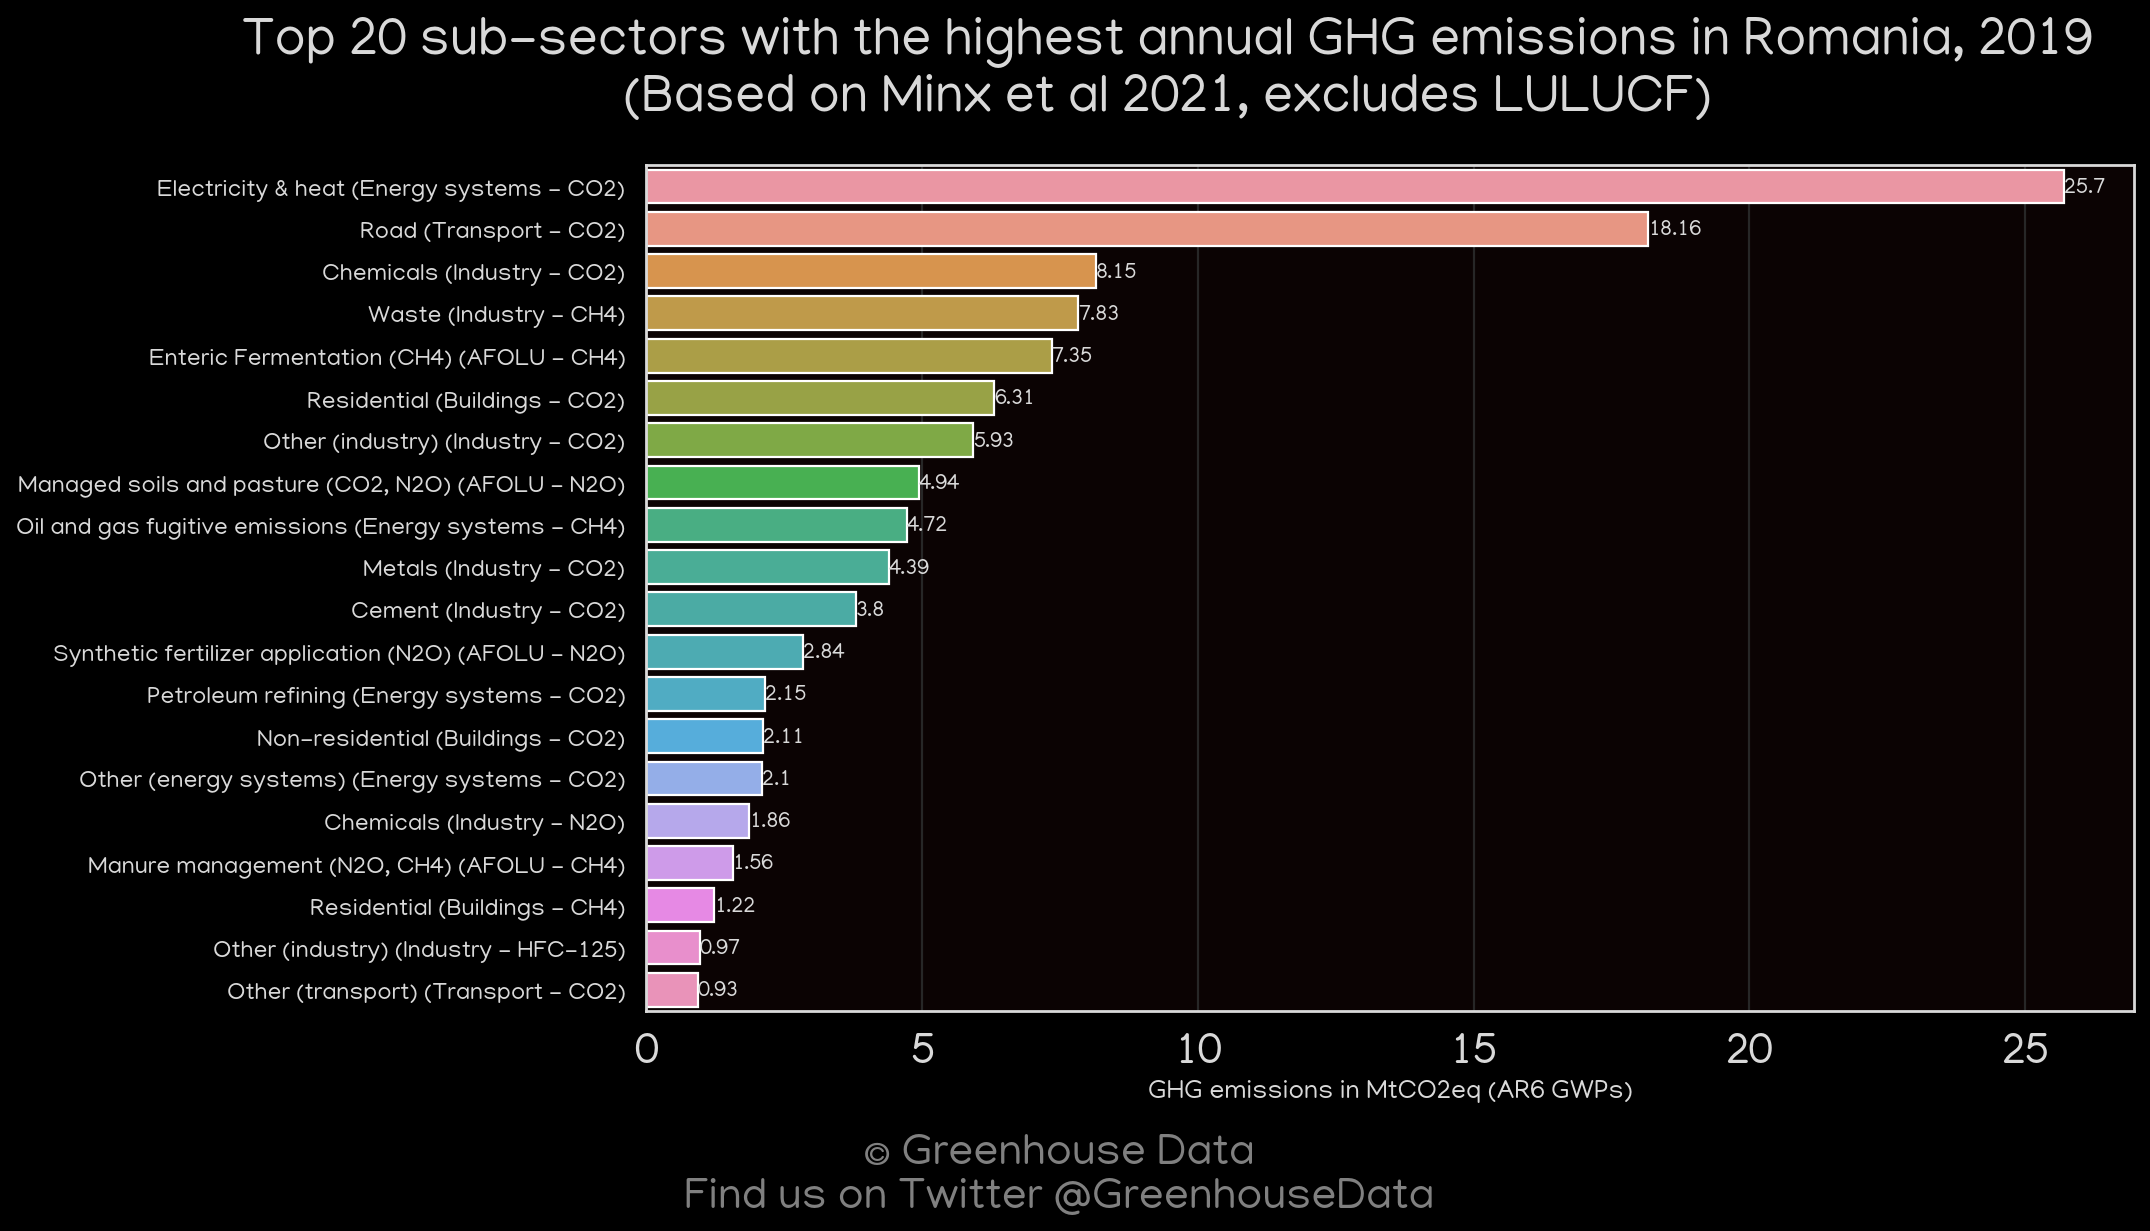 Top 20 sub-sectors with the highest annual GHG emissions in Romania, 2019
(Based on Minx et al 2021, excludes LULUCF)
Electricity & heat (Energy systems - CO2) 25.7
Road (Transport - CO2) 18.16
Chemicals (Industry - CO2) 8.15
Waste (Industry - CH4) 7.83
Enteric Fermentation (CH4) (AFOLU - CH4) 7.35
Residential (Buildings - CO2) 6.31
Other (industry) (Industry - CO2) 5.93
Managed soils and pasture (CO2, N2O) (AFOLU - N2O) 4.94
Oil and gas fugitive emissions (Energy systems - CH4) 4.72
Metals (Industry - CO2) 4.39
Cement (Industry - CO2) 3.8
Synthetic fertilizer application (N2O) (AFOLU - N2O) 2.84
Petroleum refining (Energy systems - CO2) 2.15
Non-residential (Buildings - CO2) 2.11
Other (energy systems) (Energy systems - CO2) 2.1
Chemicals (Industry - N2O) 1.86
Manure management (N2O, CH4) (AFOLU - CH4) 1.56
Residential (Buildings - CH4) 1.22
Other (industry) (Industry - HFC-125) 0.97
Other (transport) (Transport - CO2) 0.93
0 5 10 15 20 25
GHG emissions in MtCO2eq (AR6 GWPs)
© Greenhouse Data
Find us on Twitter @GreenhouseData